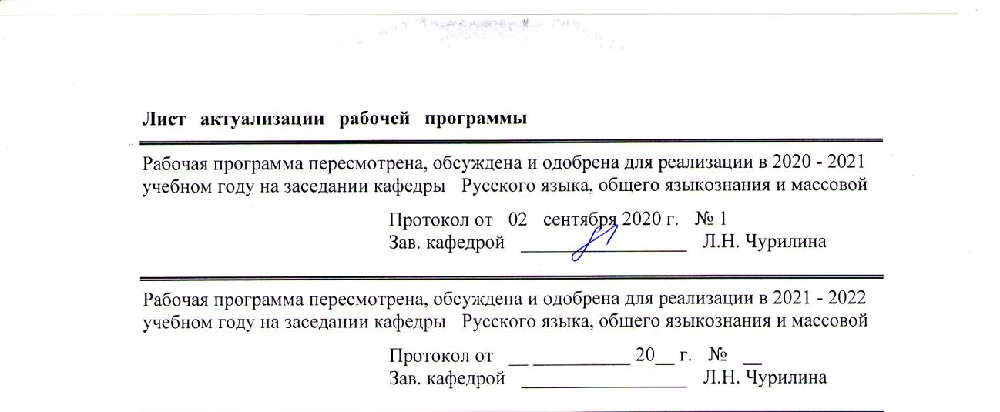 Лист актуализации рабочей программы
Рабочая программа пересмотрена, обсуждена и одобрена для реализации в 2020 - 2021
учебном году на заседании кафедры Русского языка, общего языкознания и массовой
Протокол от 02 сентября 2020 г. № 1
Зав. кафедрой ________________ Л.Н. Чурилина
Рабочая программа пересмотрена, обсуждена и одобрена для реализации в 2021 - 2022
учебном году на заседании кафедры Русского языка, общего языкознания и массовой
Протокол от __ __________ 20__ г. № __
Зав. кафедрой ________________ Л.Н. Чурилина